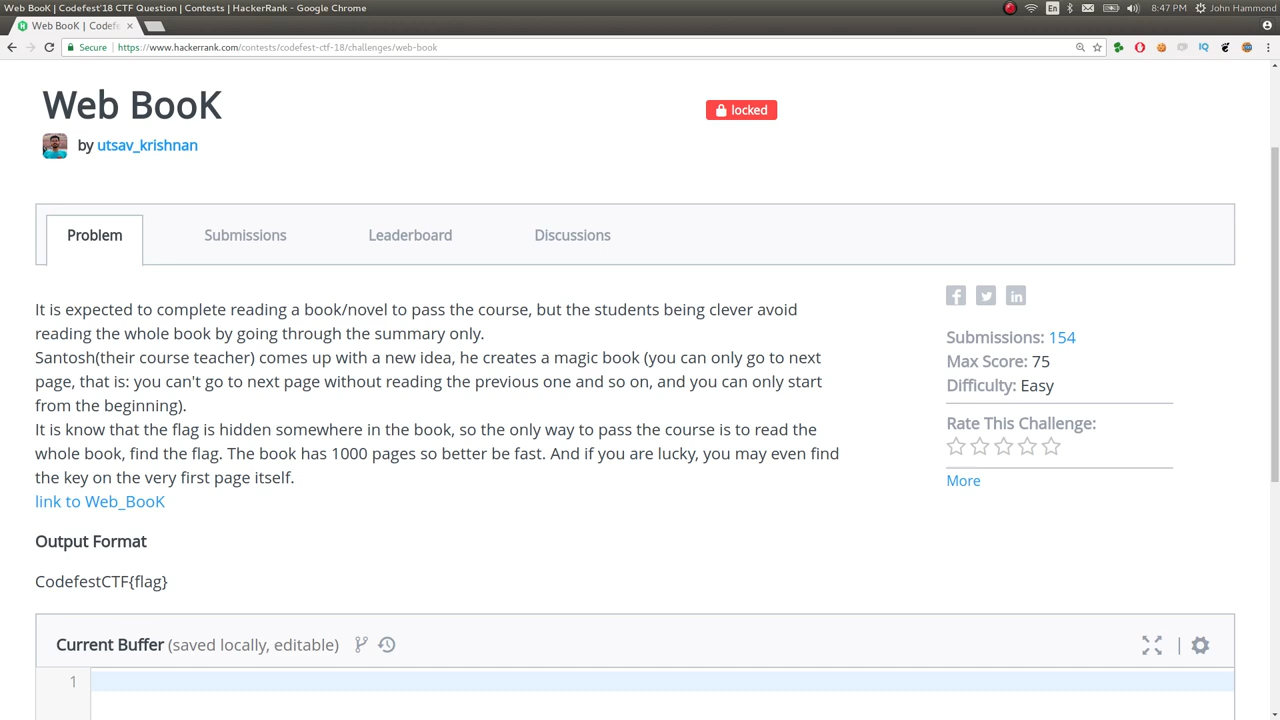 Web BooK | Codefest'18 CTF Question | Contests | HackerRank - Google Chrome
En
8:47 PM
John Hammond
Web BooK | Codef
Secure
https://www.hackerrank.com/contests/codefest-ctf-18/challenges/web-book
IQ
Web BooK
locked
by utsav_krishnan
Problem
Submissions
Leaderboard
Discussions
It is expected to complete reading a book/novel to pass the course, but the students being clever avoid
reading the whole book by going through the summary only.
Santosh(their course teacher) comes up with a new idea, he creates a magic book (you can only go to next
page, that is: you can't go to next page without reading the previous one and so on, and you can only start
from the beginning).
It is know that the flag is hidden somewhere in the book, so the only way to pass the course is to read the
whole book, find the flag. The book has 1000 pages so better be fast. And if you are lucky, you may even find
the key on the very first page itself.
link to Web_BooK
Output Format
CodefestCTF{flag}
Submissions: 154
Max Score: 75
Difficulty: Easy
Rate This Challenge:
More
Current Buffer (saved locally, editable)
1